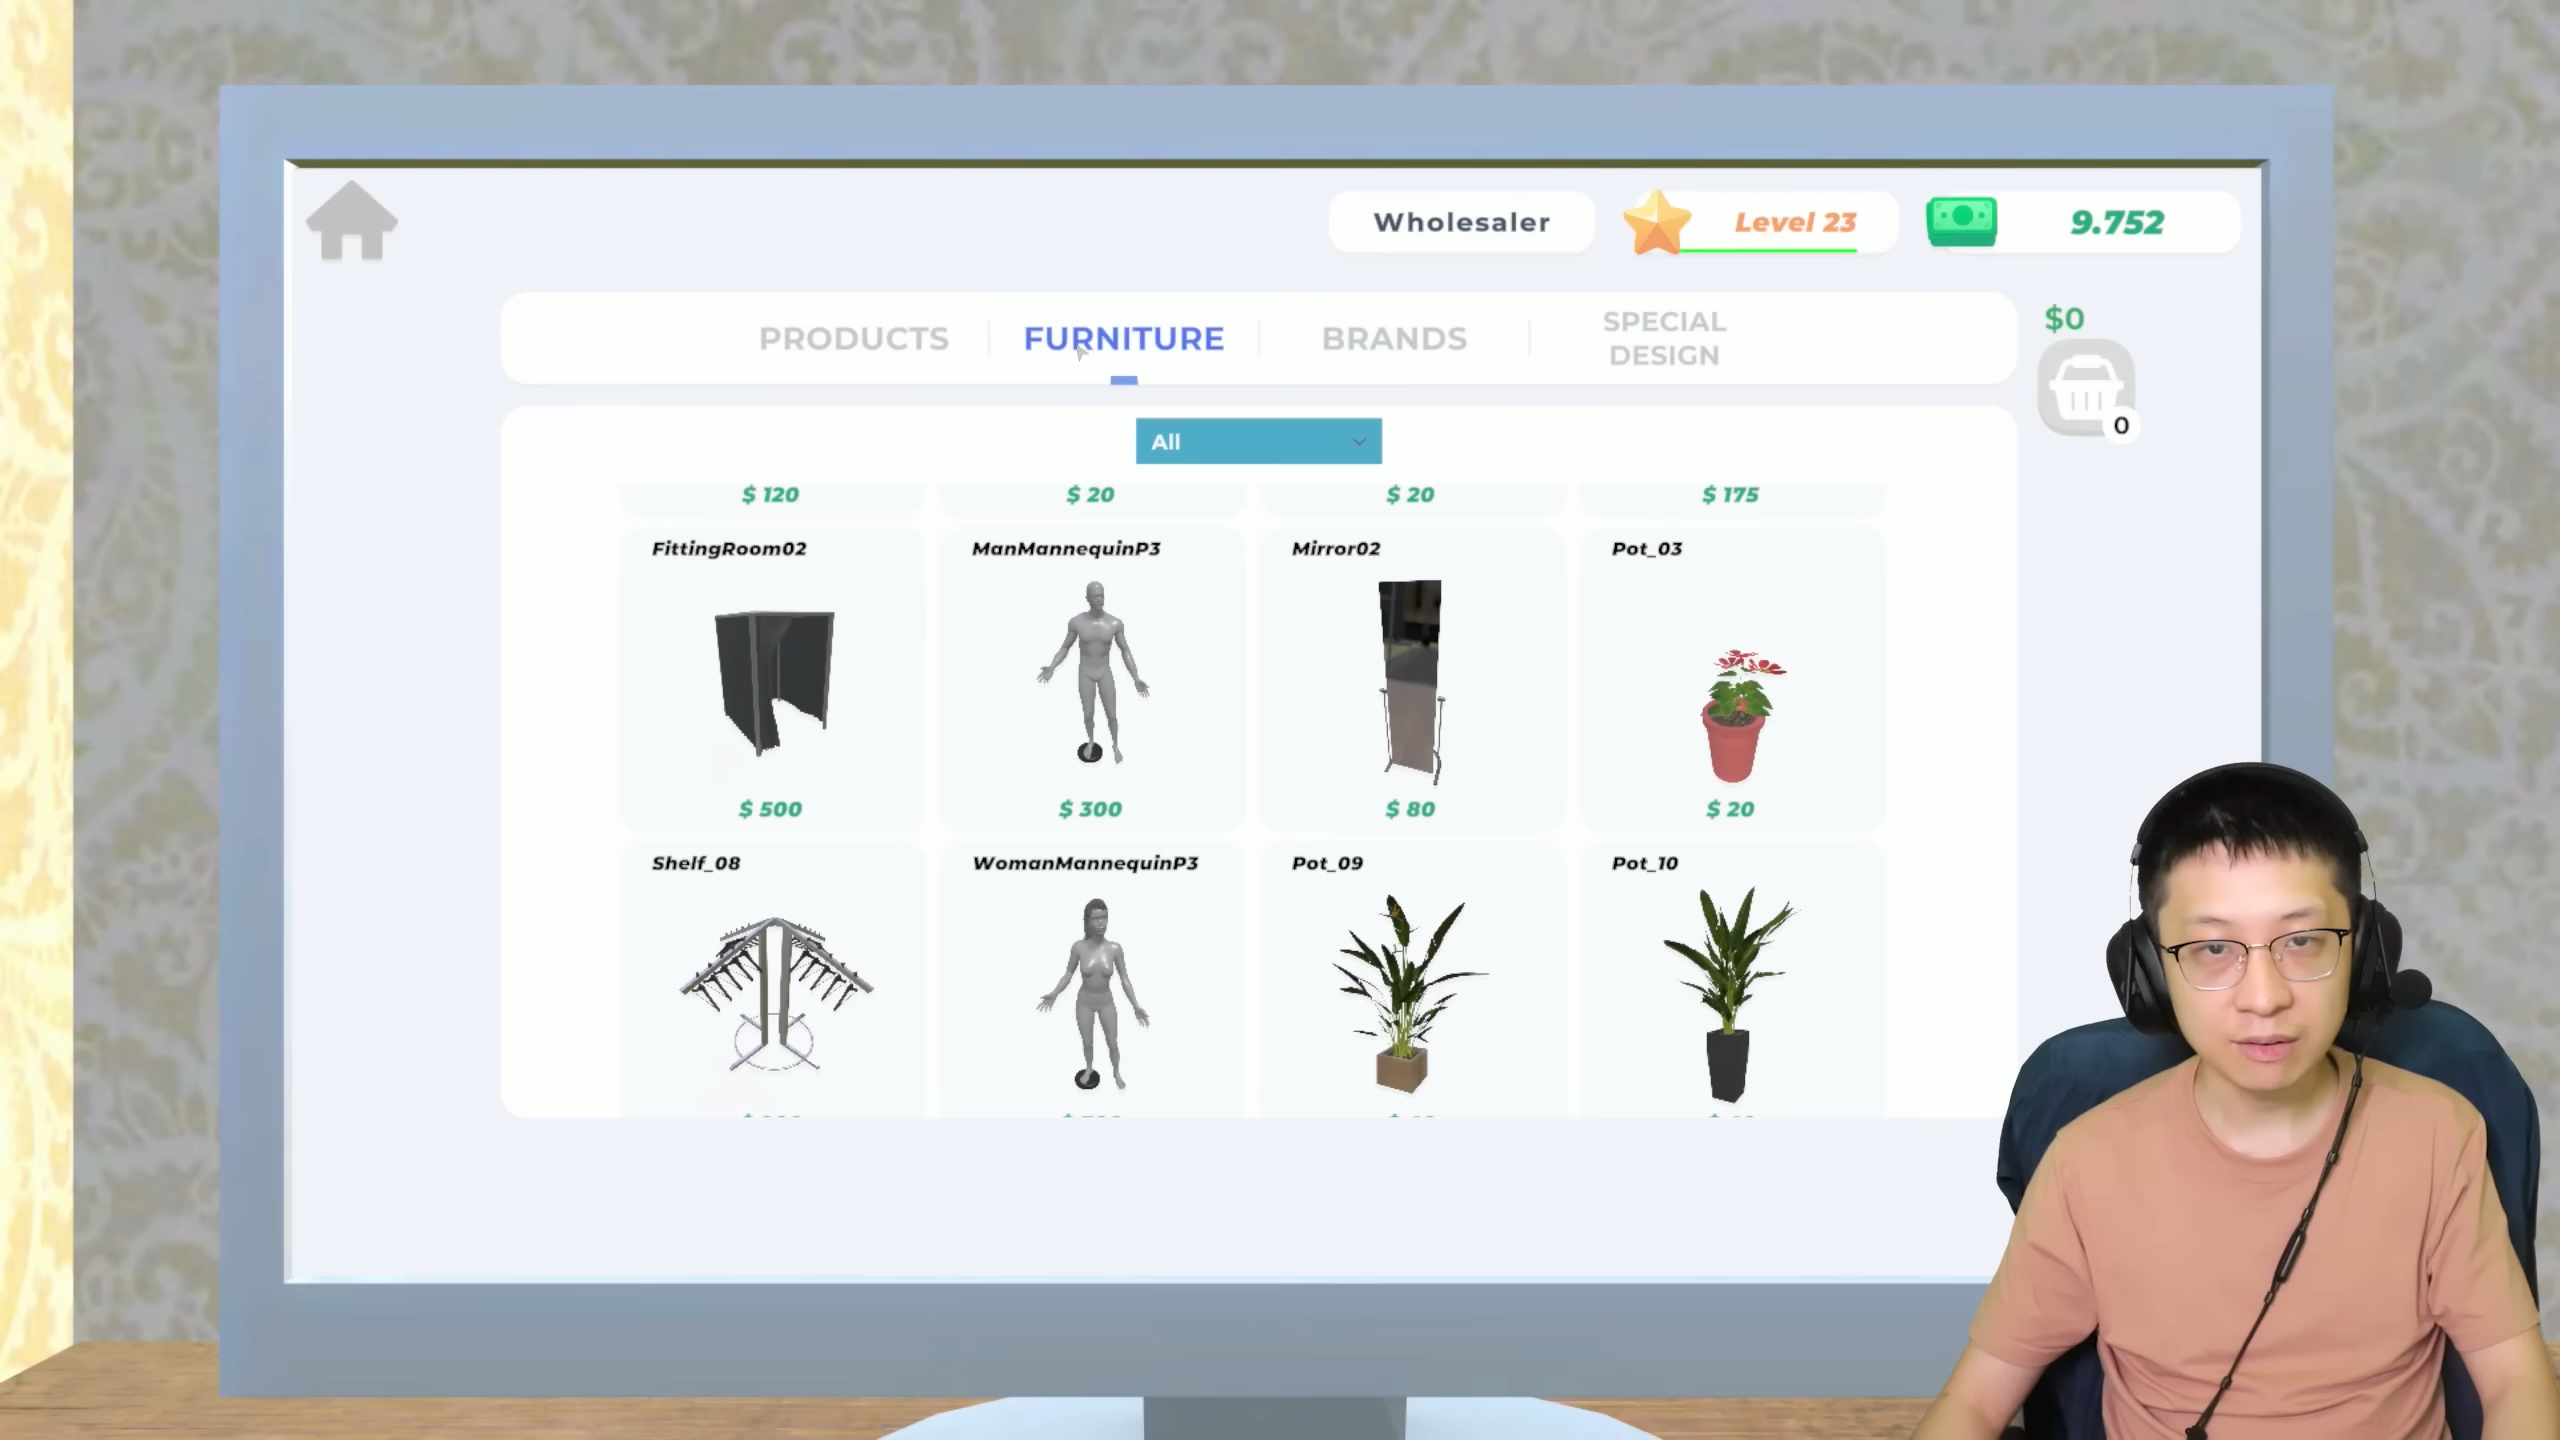 Wholesaler
Level 23
9.752
PRODUCTS
FURNITURE
BRANDS
SPECIAL
DESIGN
$0
0
All
$ 120
$ 20
$ 20
$ 175
FittingRoom02
ManMannequinP3
Mirror02
Pot_03
$ 500
$ 300
$ 80
$ 20
Shelf_08
WomanMannequinP3
Pot_09
Pot_10